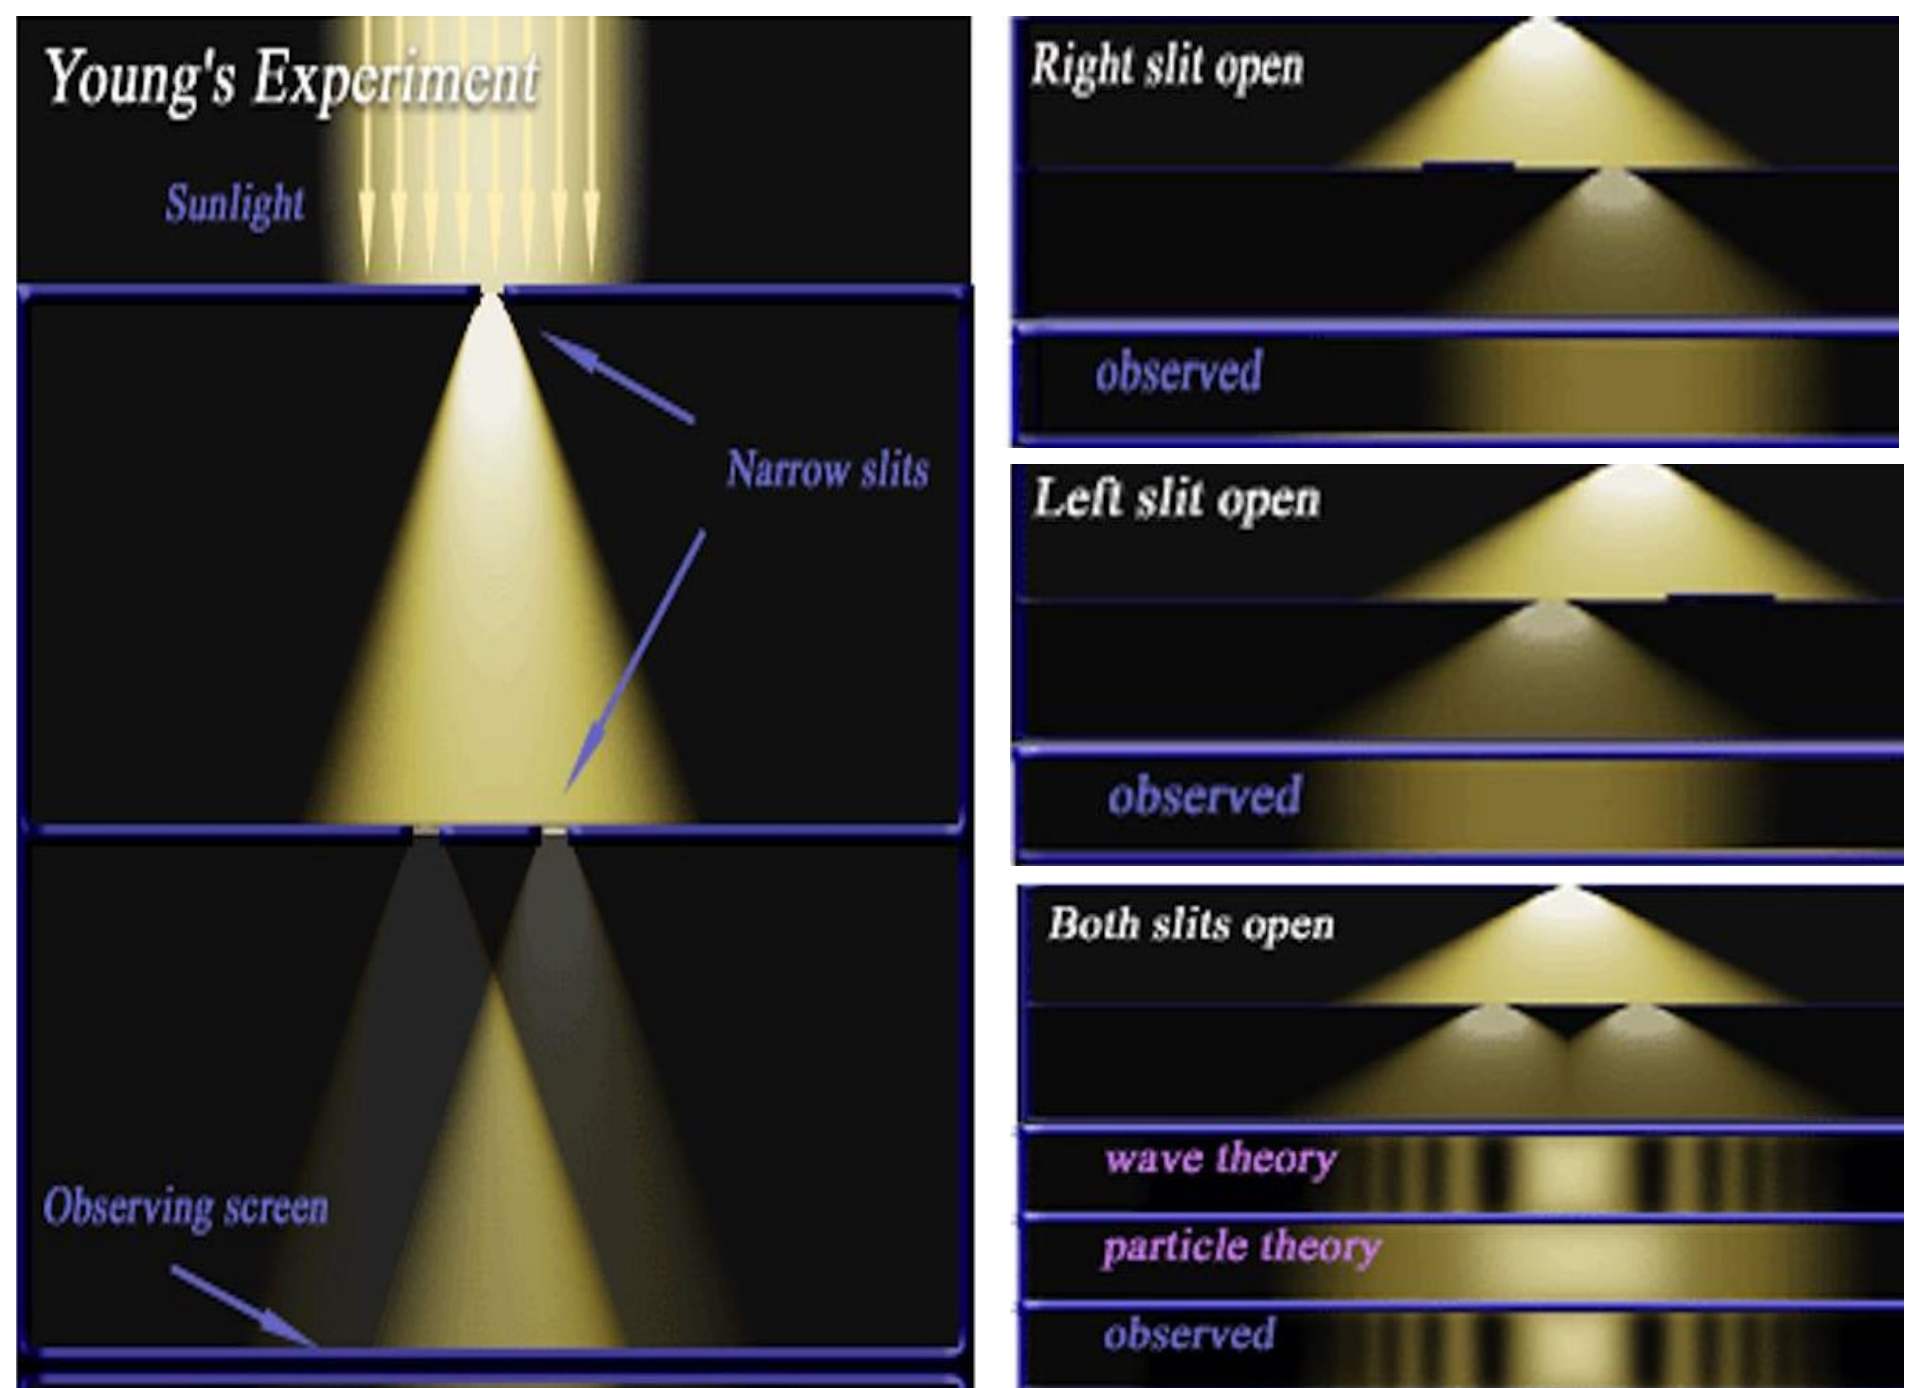 Young's Experiment
Sunlight
Narrow slits
Observing screen
Right slit open
observed
Left slit open
observed
Both slits open
wave theory
particle theory
observed